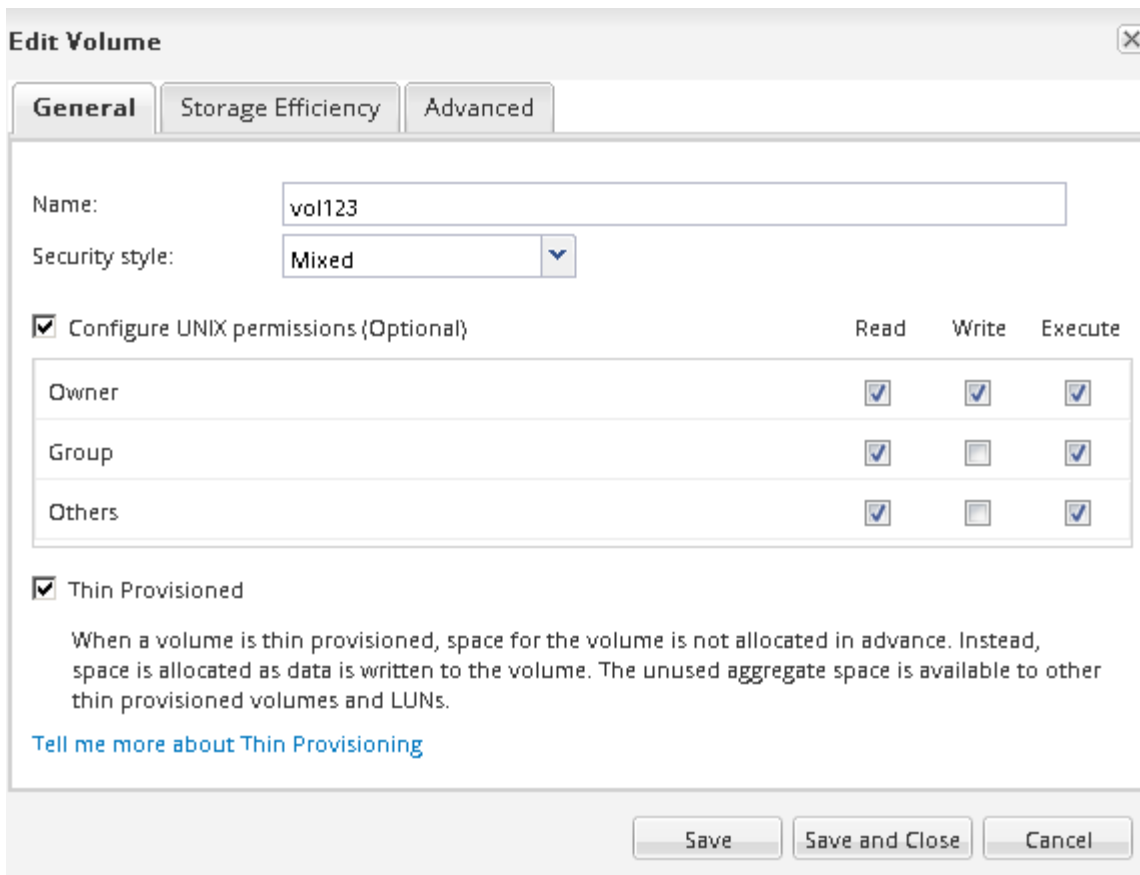 Edit Volume
General Storage Efficiency Advanced
Name: vol123
Security style: Mixed
Configure UNIX permissions (Optional) Read Write Execute
Owner
Group
Others
Thin Provisioned
When a volume is thin provisioned, space for the volume is not allocated in advance. Instead,
space is allocated as data is written to the volume. The unused aggregate space is available to other
thin provisioned volumes and LUNs.
Tell me more about Thin Provisioning
Save Save and Close Cancel